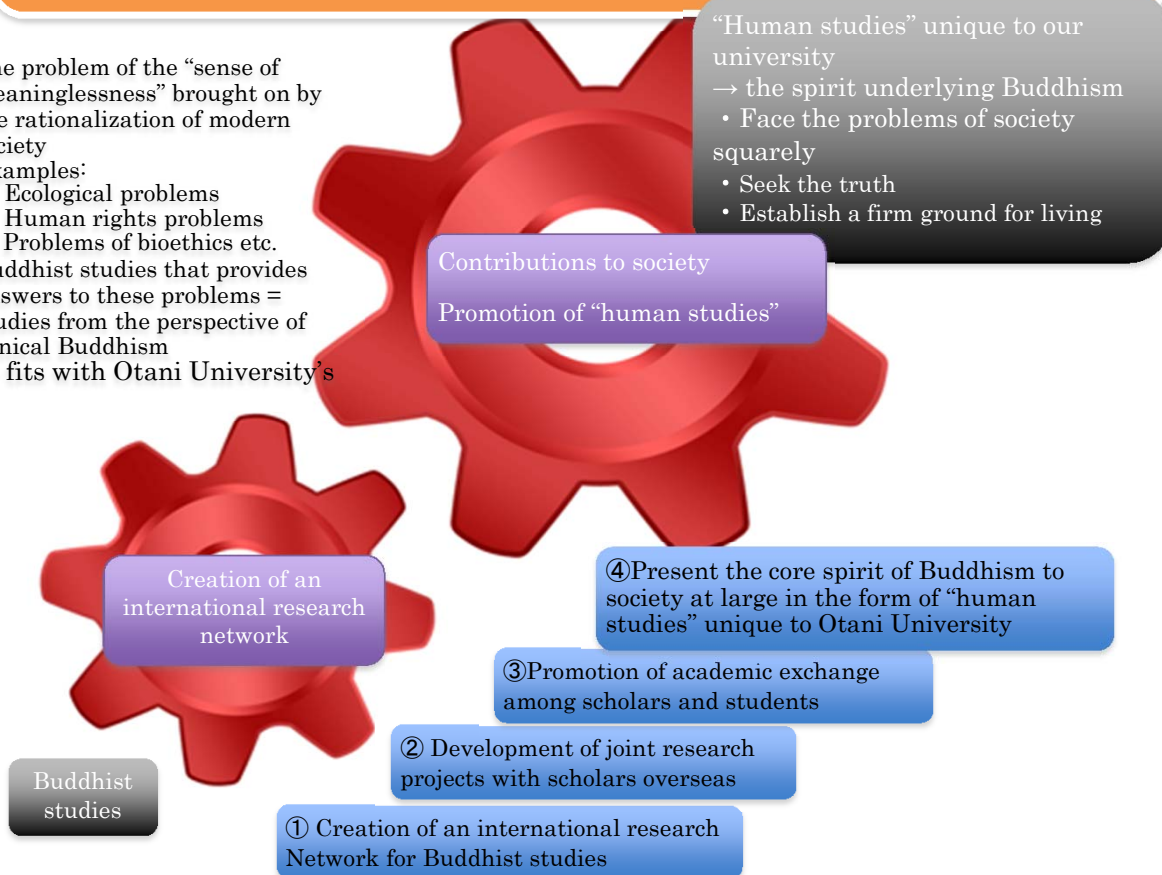 he problem of the “sense of
eaninglessness” brought on by
e rationalization of modern
ciety
xamples:
Ecological problems
Human rights problems
Problems of bioethics etc.
uddhist studies that provides
swers to these problems =
udies from the perspective of
nical Buddhism
fits with Otani University’s
“Human studies” unique to our
university
→ the spirit underlying Buddhism
・Face the problems of society
squarely
・Seek the truth
・Establish a firm ground for living
Contributions to society
Promotion of “human studies”
Creation of an
international research
network
Buddhist
studies
④Present the core spirit of Buddhism to
society at large in the form of “human
studies” unique to Otani University
③Promotion of academic exchange
among scholars and students
② Development of joint research
projects with scholars overseas
① Creation of an international research
Network for Buddhist studies